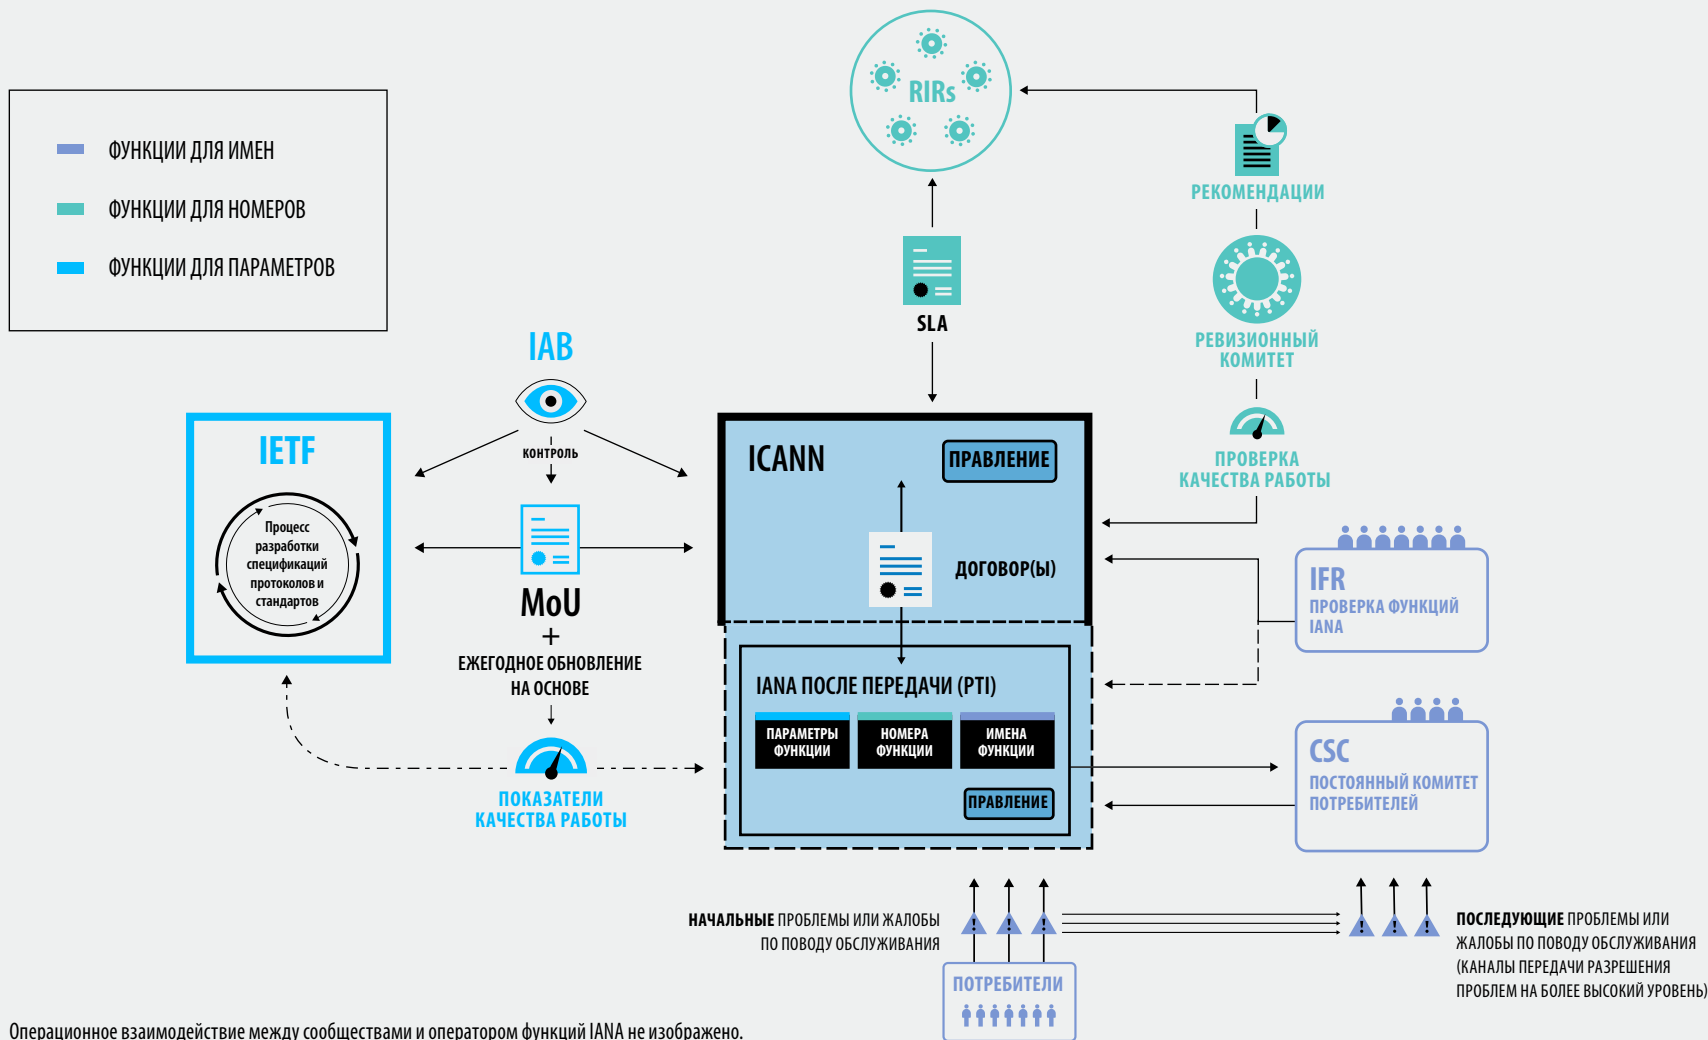 ФУНКЦИИ ДЛЯ ИМЕН
ФУНКЦИИ ДЛЯ НОМЕРОВ
ФУНКЦИИ ДЛЯ ПАРАМЕТРОВ
RIRs
РЕКОМЕНДАЦИИ
SLA
РЕВИЗИОННЫЙ
КОМИТЕТ
ПРОВЕРКА
КАЧЕСТВА РАБОТЫ
IAB
КОНТРОЛЬ
IETF
Процесс
разработки
спецификаций
протоколов и
стандартов
MoU
+
ЕЖЕГОДНОЕ ОБНОВЛЕНИЕ
НА ОСНОВЕ
ПОКАЗАТЕЛИ
КАЧЕСТВА РАБОТЫ
ICANN
ПРАВЛЕНИЕ
ДОГОВОР(Ы)
IANA ПОСЛЕ ПЕРЕДАЧИ (PTI)
ПАРАМЕТРЫ
ФУНКЦИИ
НОМЕРА
ФУНКЦИИ
ИМЕНА
ФУНКЦИИ
ПРАВЛЕНИЕ
IFR
ПРОВЕРКА ФУНКЦИЙ
IANA
CSC
ПОСТОЯННЫЙ КОМИТЕТ
ПОТРЕБИТЕЛЕЙ
НАЧАЛЬНЫЕ ПРОБЛЕМЫ ИЛИ ЖАЛОБЫ
ПО ПОВОДУ ОБСЛУЖИВАНИЯ
! ! !
! ! !
ПОСЛЕДУЮЩИЕ ПРОБЛЕМЫ ИЛИ
ЖАЛОБЫ ПО ПОВОДУ ОБСЛУЖИВАНИЯ
(КАНАЛЫ ПЕРЕДАЧИ РАЗРЕШЕНИЯ
ПРОБЛЕМ НА БОЛЕЕ ВЫСОКИЙ УРОВЕНЬ)
ПОТРЕБИТЕЛИ
Операционное взаимодействие между сообществами и оператором функций IANA не изображено.